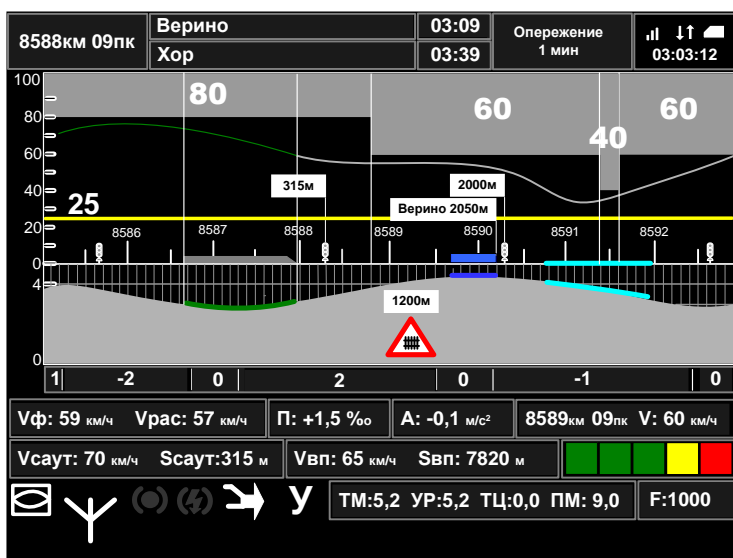 8588км 09пк
Верино 03:09
Хор 03:39
Опережение
1 мин
03:03:12
100
80
60
40
20
0
80
60
40
60
25
315м
2000м
Верино 2050м
8586 8587 8588 8589 8590 8591 8592
4
0
1200м
1 -2 0 2 0 -1 0
Vф: 59 км/ч Vрас: 57 км/ч
П: +1,5 %о
А: -0,1 м/с²
8589км 09пк V: 60 км/ч
Vсаут: 70 км/ч Sсаут:315 м
Vвп: 65 км/ч Sвп: 7820 м
У
ТМ:5,2 УР:5,2 ТЦ:0,0 ПМ: 9,0
F:1000